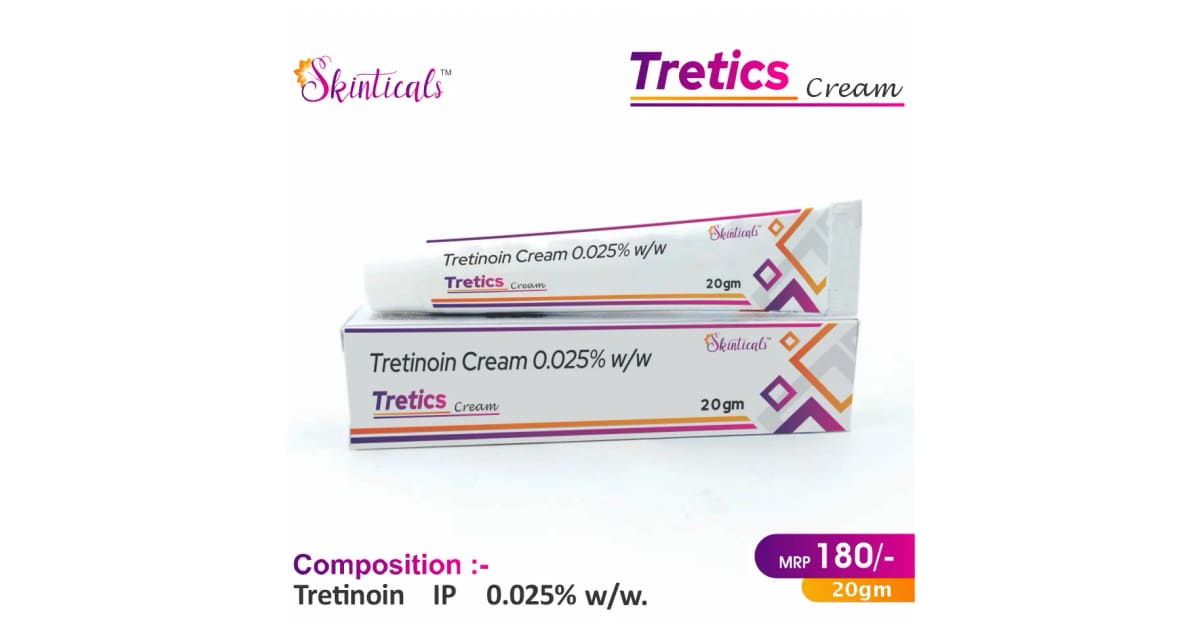 Skinticals™
Tretics Cream
Skinticals™
Tretinoin Cream 0.025% w/w
Tretics Cream
20gm
Skinticals™
Tretinoin Cream 0.025% w/w
Tretics Cream
20gm
Composition :-
Tretinoin IP 0.025% w/w.
MRP 180/-
20gm